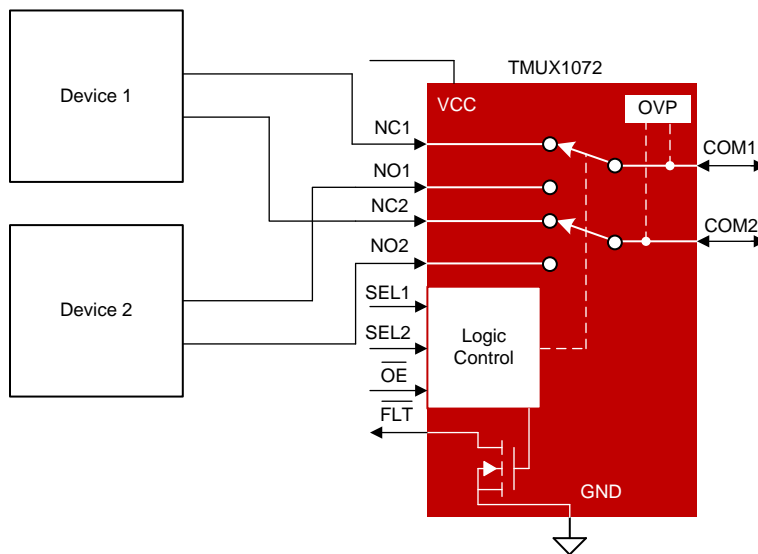 TMUX1072
Device 1
VCC
OVP
NC1
COM1
NO1
NC2
COM2
NO2
Device 2
SEL1
SEL2
Logic
Control
OE
FLT
GND